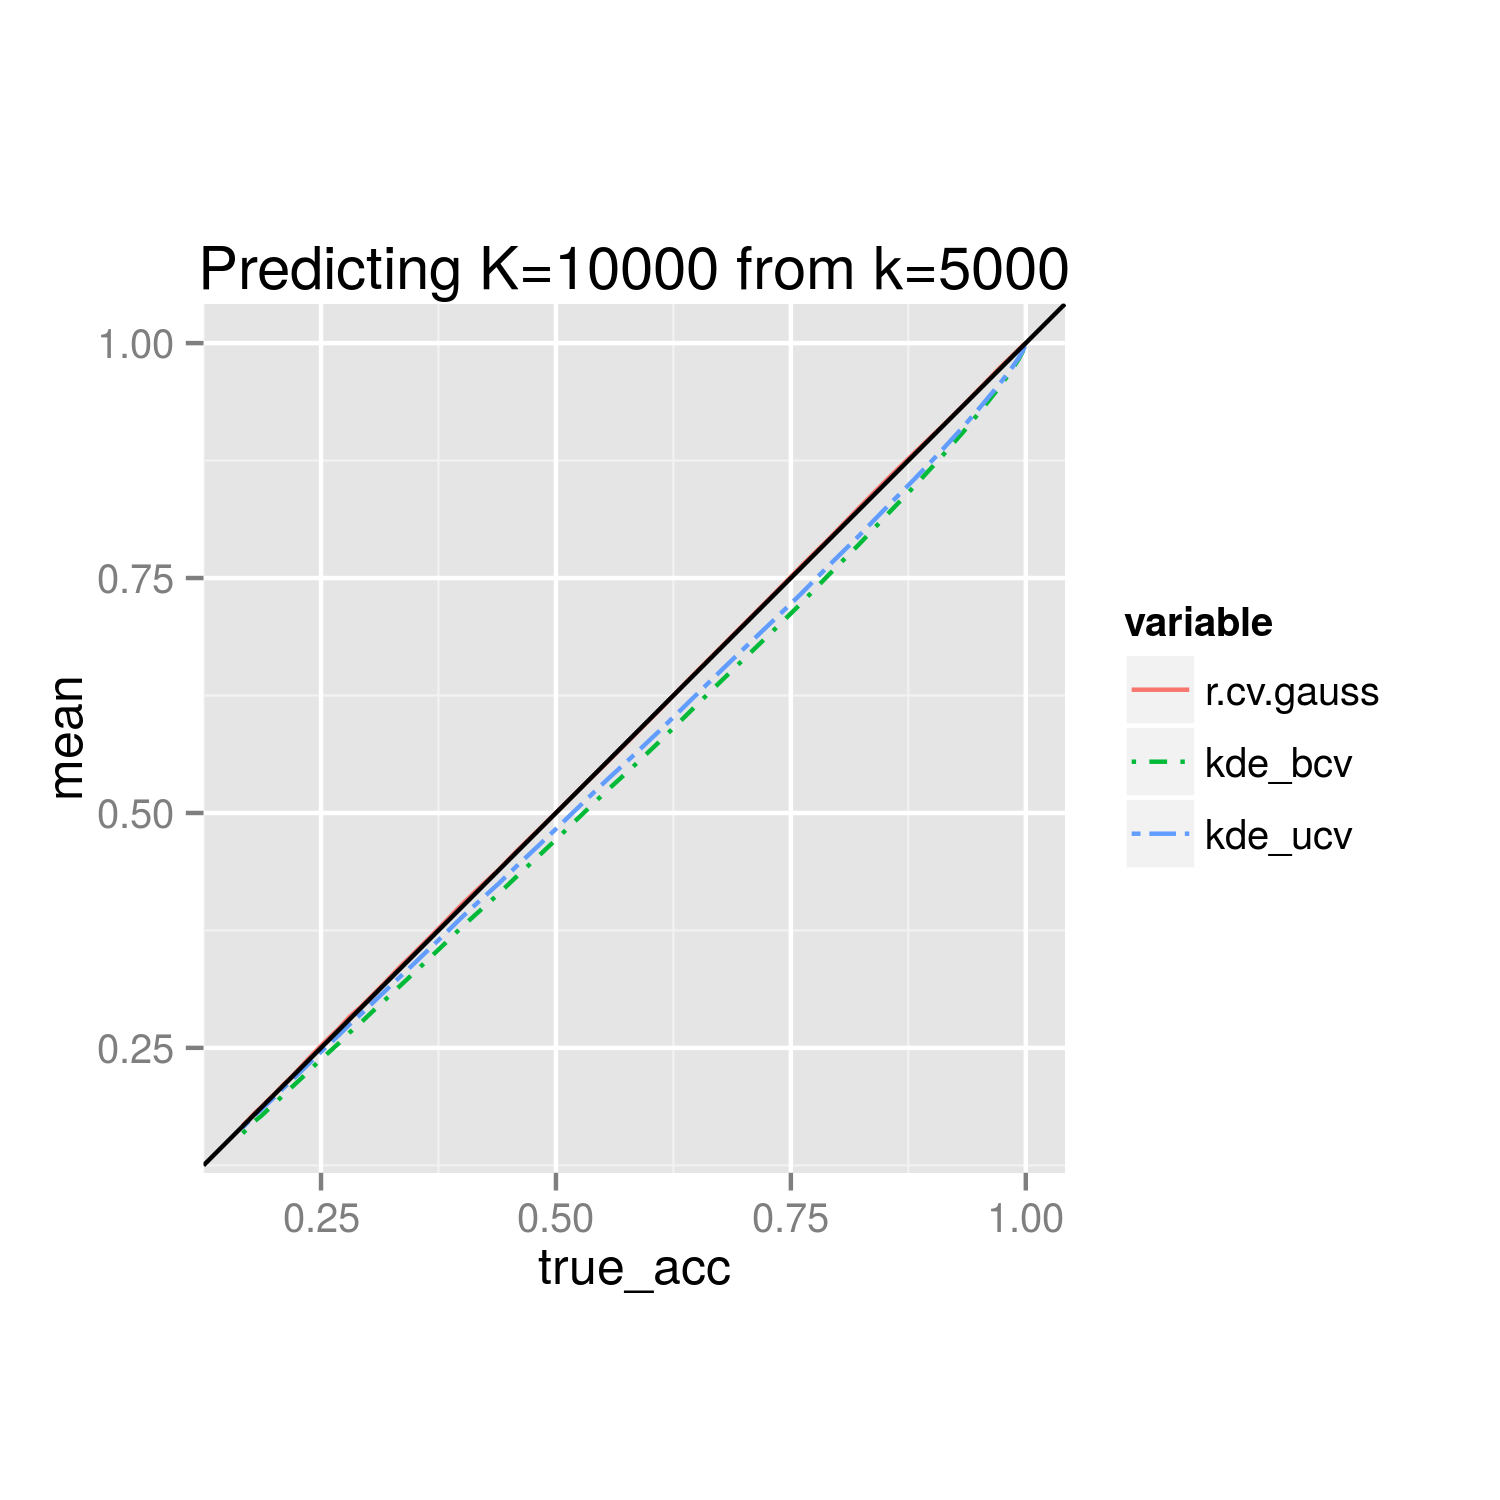 Predicting K=10000 from k=5000
1.00
0.75
0.50
0.25
mean
0.25 0.50 0.75 1.00
true_acc
variable
r.cv.gauss
kde_bcv
kde_ucv